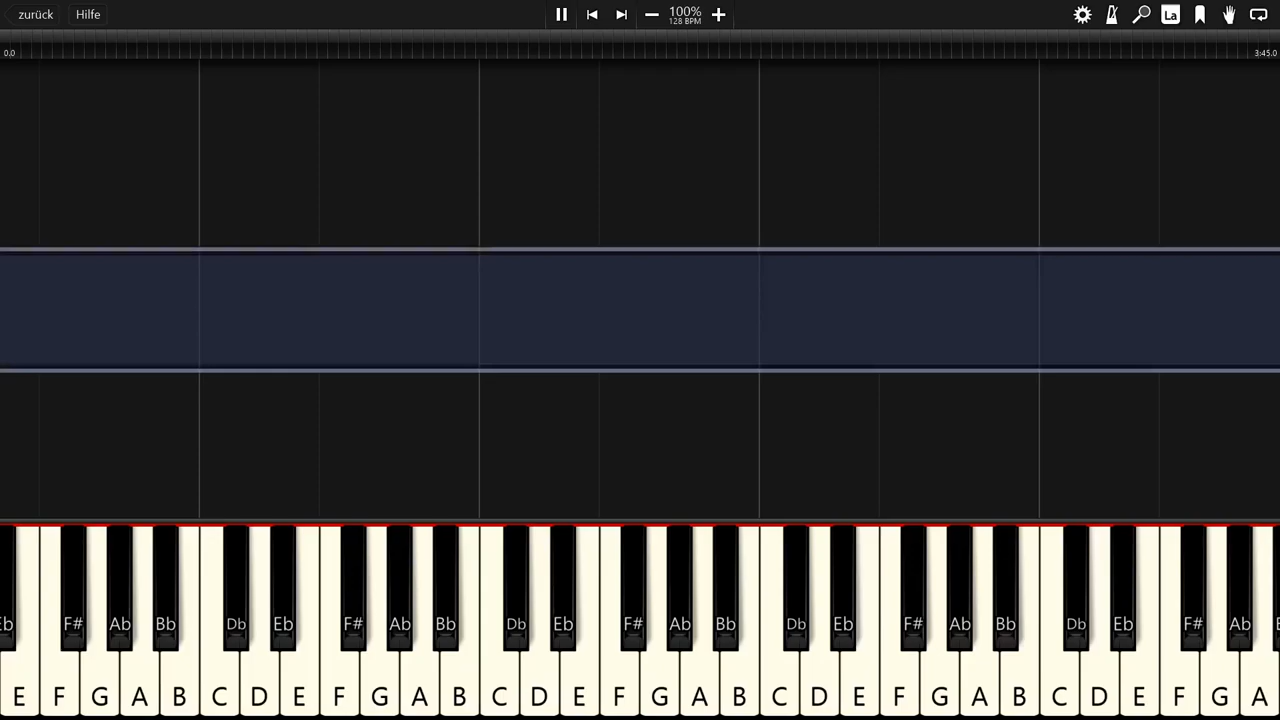 zurück Hilfe 100% La
128 BPM
0,0 3:45.0
Eb F# Ab Bb Db Eb F# Ab Bb Db Eb F# Ab Bb Db Eb F# Ab Bb Db Eb F# Ab
E F G A B C D E F G A B C D E F G A B C D E F G A B C D E F G A